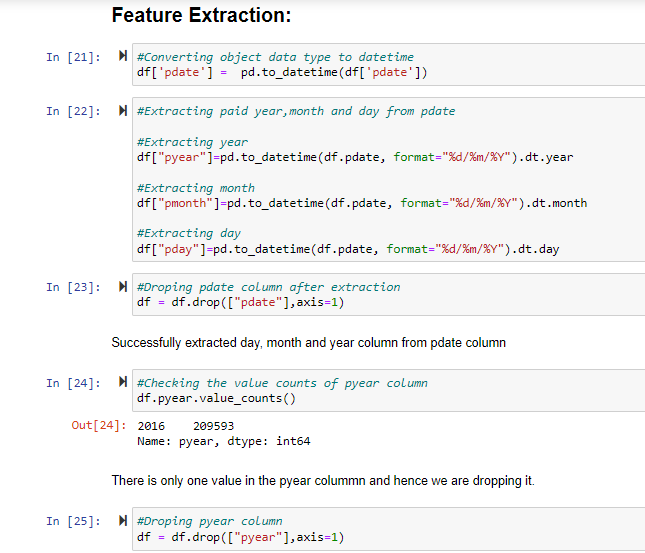 Feature Extraction:
In [21]: #Converting object data type to datetime
df['pdate'] =  pd.to_datetime(df['pdate'])
In [22]: #Extracting paid year,month and day from pdate
#Extracting year
df["pyear"]=pd.to_datetime(df.pdate, format="%d/%m/%Y").dt.year
#Extracting month
df["pmonth"]=pd.to_datetime(df.pdate, format="%d/%m/%Y").dt.month
#Extracting day
df["pday"]=pd.to_datetime(df.pdate, format="%d/%m/%Y").dt.day
In [23]: #Droping pdate column after extraction
df = df.drop(["pdate"],axis=1)
Successfully extracted day, month and year column from pdate column
In [24]: #Checking the value counts of pyear column
df.pyear.value_counts()
Out[24]: 2016    209593
Name: pyear, dtype: int64
There is only one value in the pyear colummn and hence we are dropping it.
In [25]: #Droping pyear column
df = df.drop(["pyear"],axis=1)